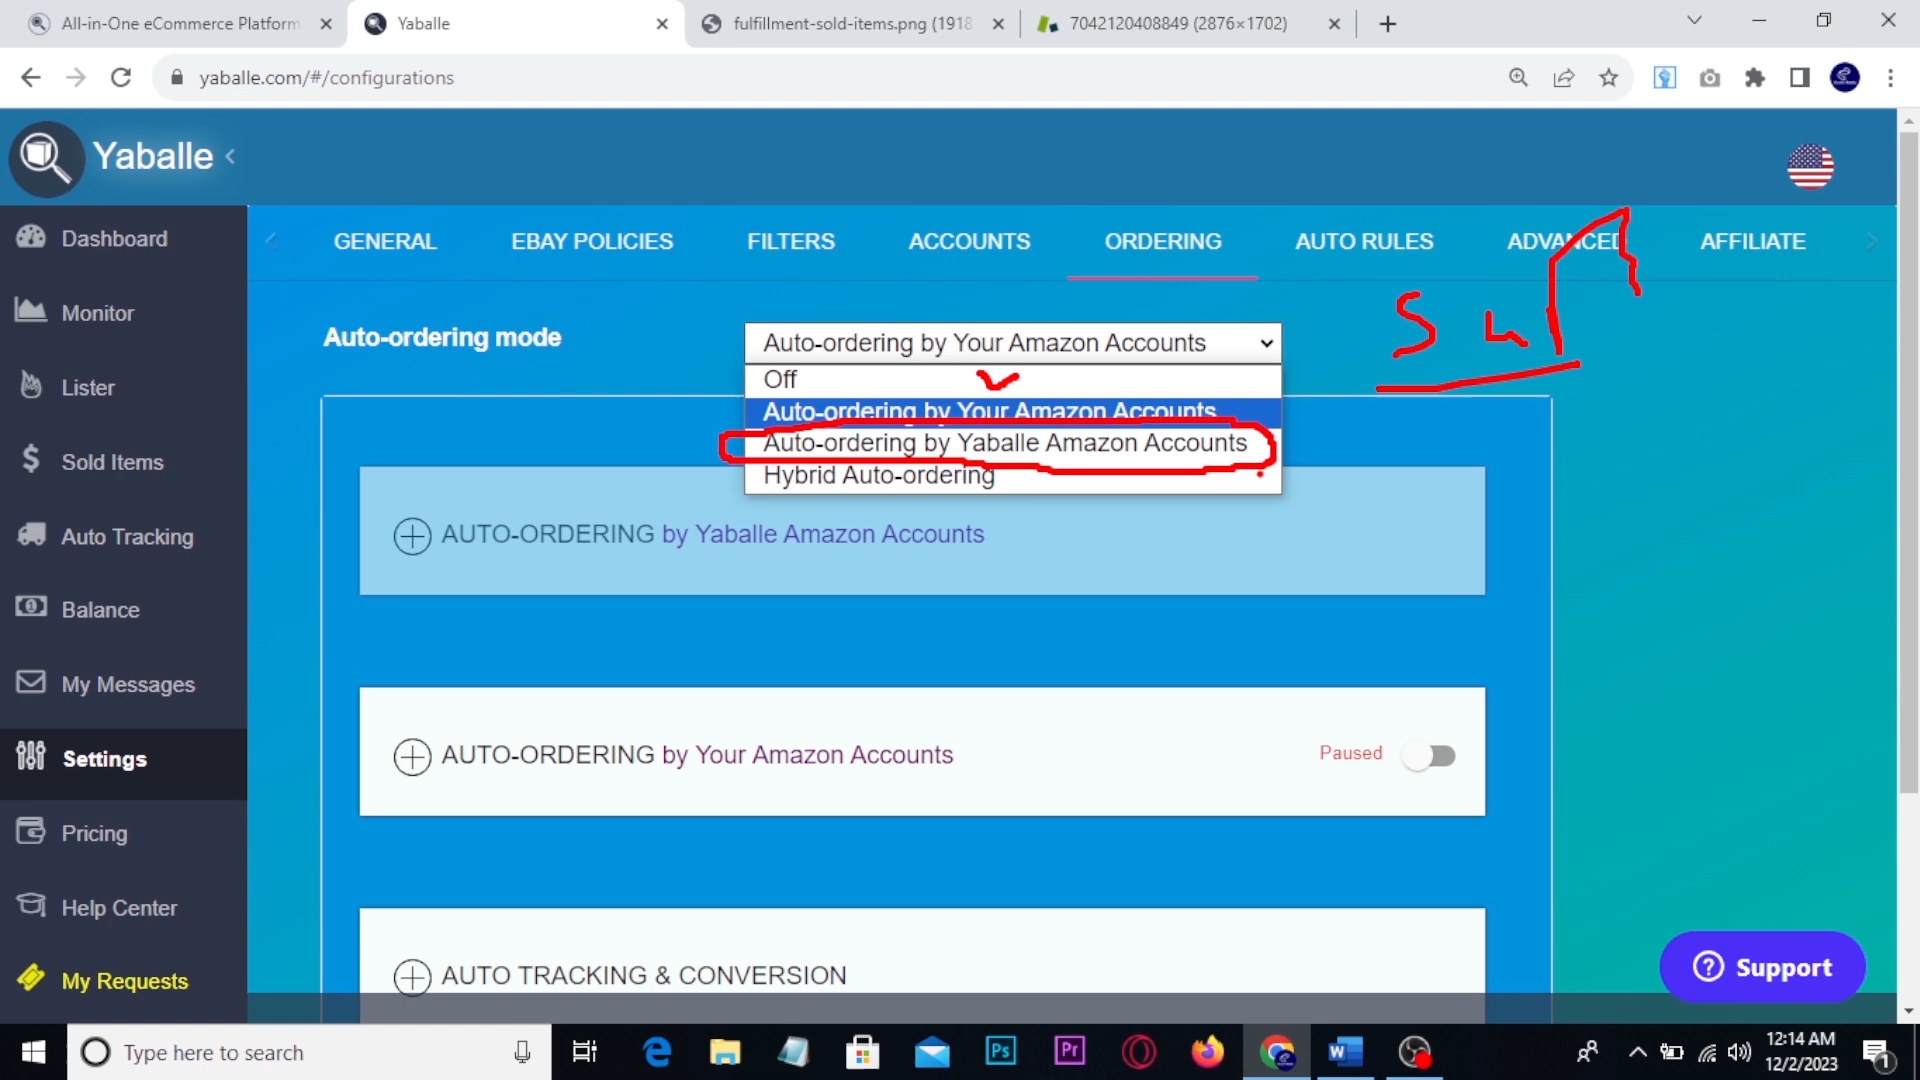 All-in-One eCommerce Platform
Yaballe
fulfillment-sold-items.png (1918
7042120408849 (2876×1702)
yaballe.com/#/configurations
Yaballe
GENERAL
EBAY POLICIES
FILTERS
ACCOUNTS
ORDERING
AUTO RULES
ADVANCED
AFFILIATE
Dashboard
Monitor
Lister
Sold Items
Auto Tracking
Balance
My Messages
Settings
Pricing
Help Center
My Requests
Auto-ordering mode
Auto-ordering by Your Amazon Accounts
Off
Auto-ordering by Your Amazon Accounts
Auto-ordering by Yaballe Amazon Accounts
Hybrid Auto-ordering
AUTO-ORDERING by Yaballe Amazon Accounts
AUTO-ORDERING by Your Amazon Accounts
Paused
AUTO TRACKING & CONVERSION
Support
Type here to search
Ps
Pr
12:14 AM
12/2/2023
1